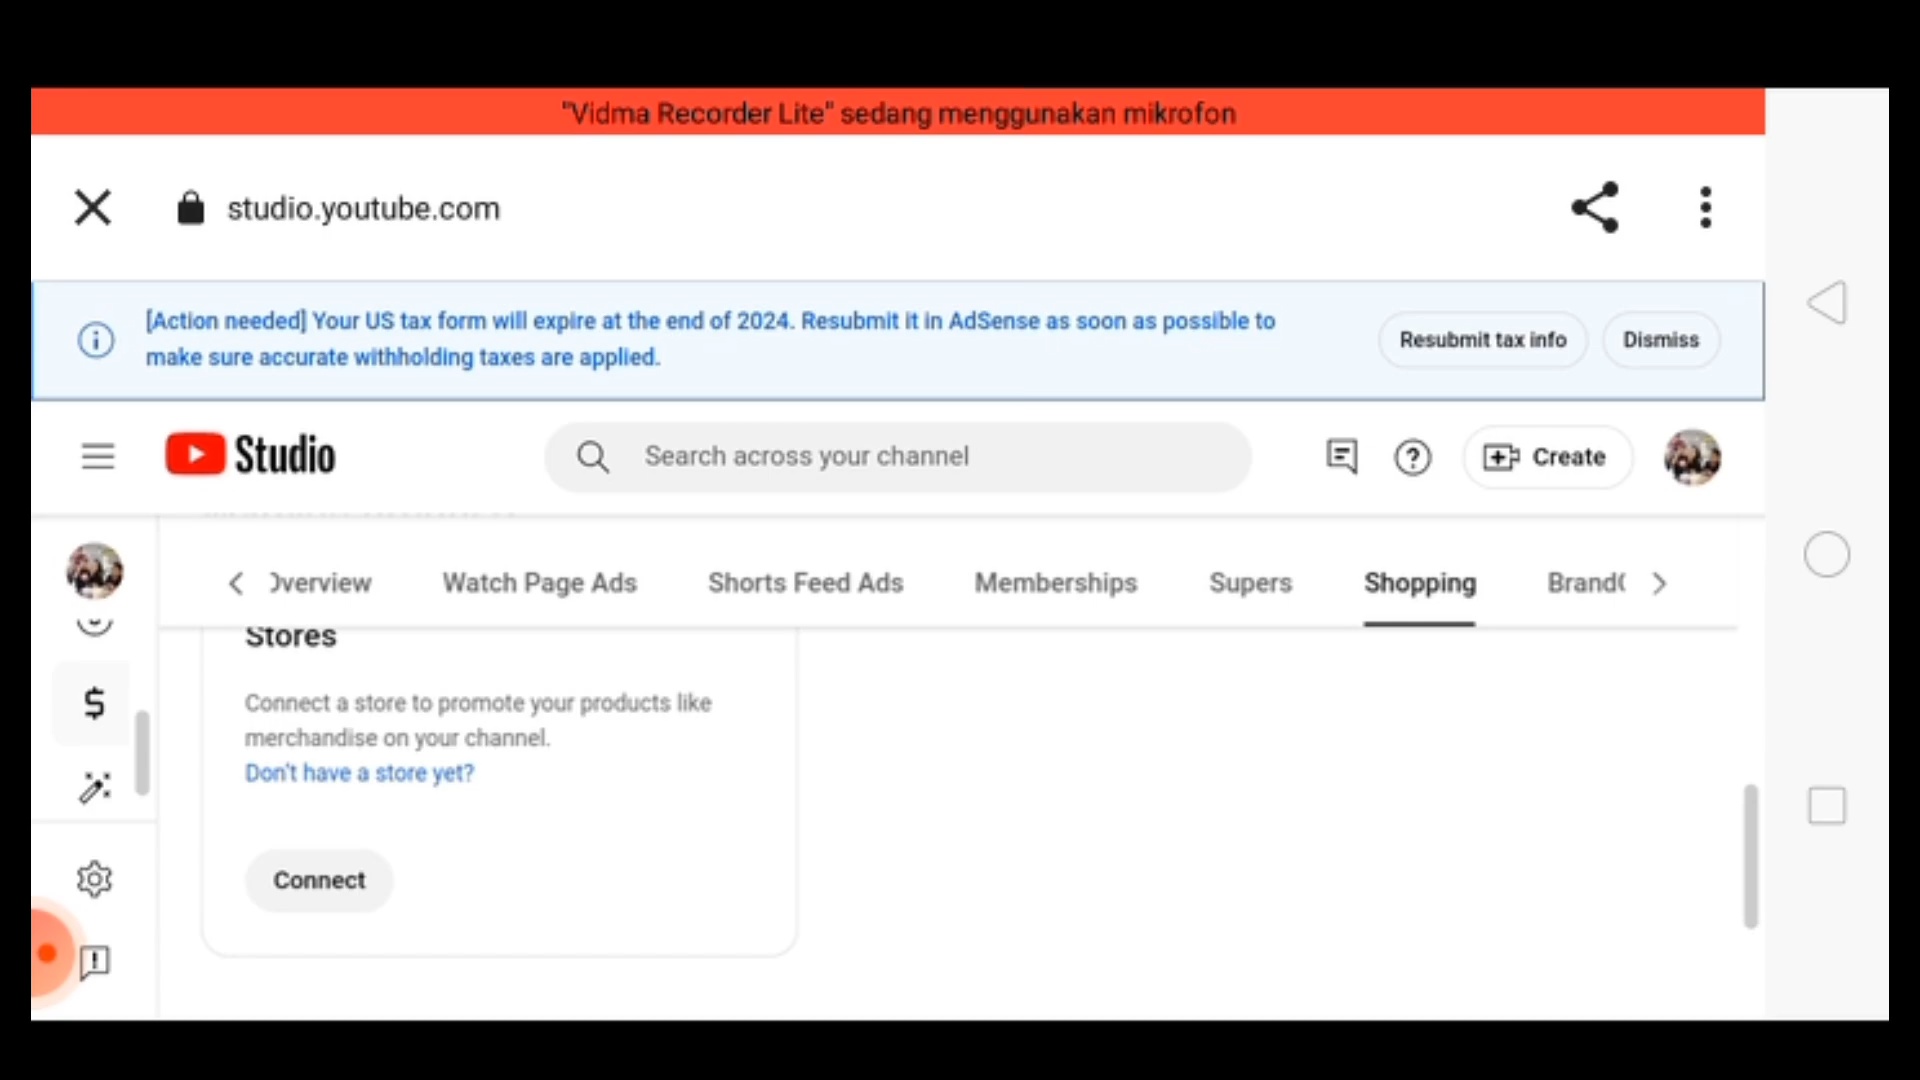 "Vidma Recorder Lite" sedang menggunakan mikrofon
studio.youtube.com
[Action needed] Your US tax form will expire at the end of 2024. Resubmit it in AdSense as soon as possible to
make sure accurate withholding taxes are applied.
Resubmit tax info
Dismiss
Studio
Search across your channel
Create
Overview
Watch Page Ads
Shorts Feed Ads
Memberships
Supers
Shopping
Brand
Stores
Connect a store to promote your products like
merchandise on your channel.
Don't have a store yet?
Connect